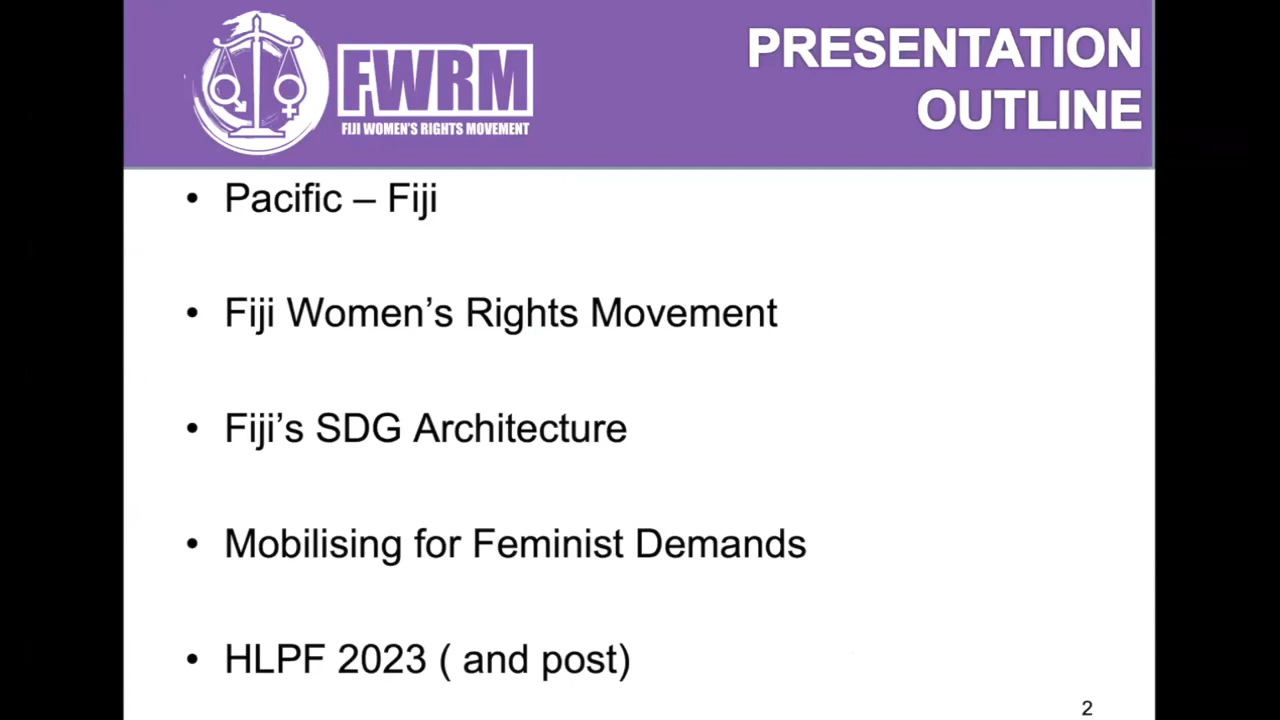 FWRM
FIJI WOMEN'S RIGHTS MOVEMENT
PRESENTATION
OUTLINE
• Pacific – Fiji
• Fiji Women’s Rights Movement
• Fiji’s SDG Architecture
• Mobilising for Feminist Demands
• HLPF 2023 ( and post)
2